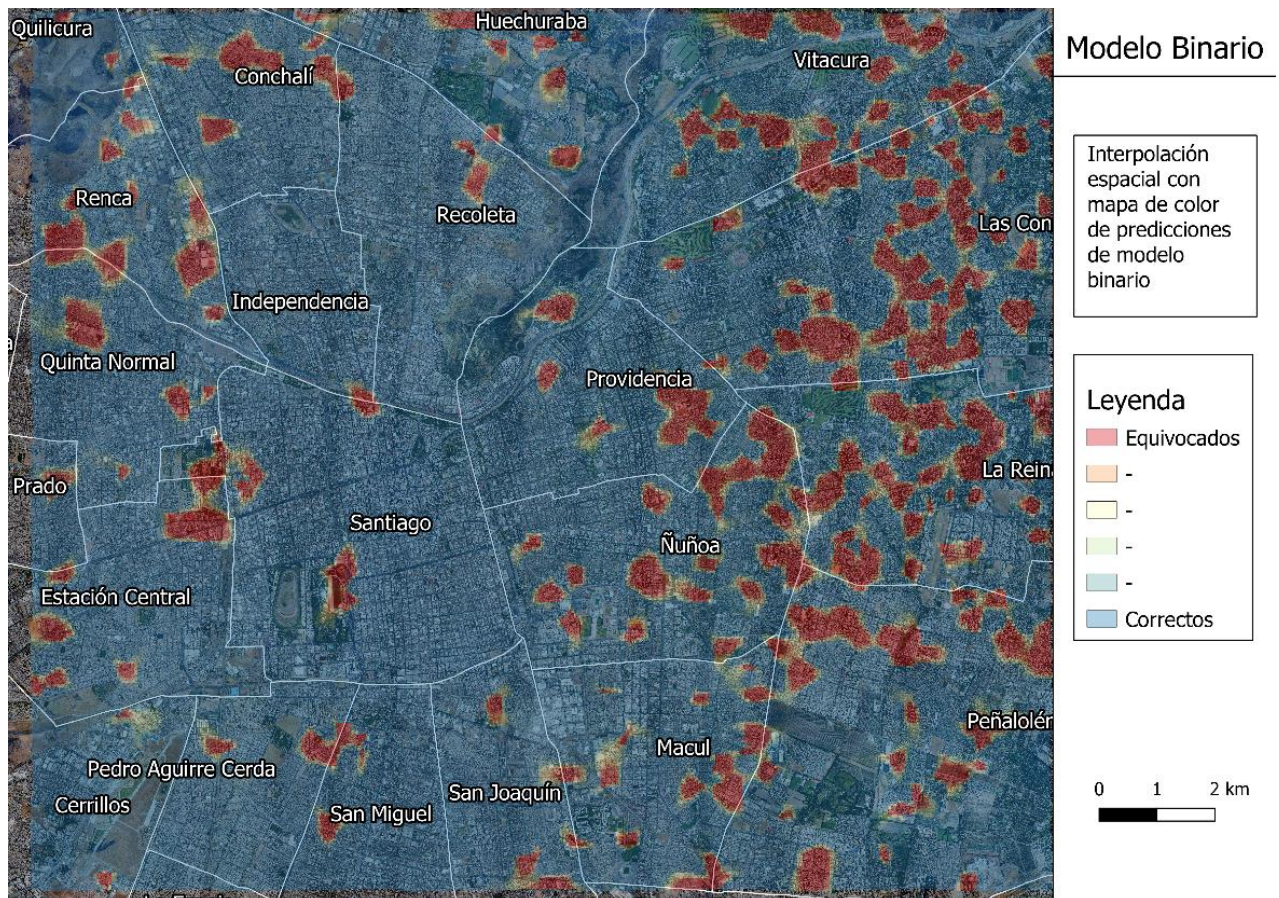 Quilicura
Huechuraba
Vitacura
Conchalí
Renca
Recoleta
Las Con
Independencia
Quinta Normal
Providencia
Prado
La Reina
Santiago
Ñuñoa
Estación Central
Peñalolén
Macul
Pedro Aguirre Cerda
Cerrillos
San Joaquín
San Miguel
Modelo Binario
Interpolación
espacial con
mapa de color
de predicciones
de modelo
binario
Leyenda
Equivocados
-
-
-
-
Correctos
0 1 2 km